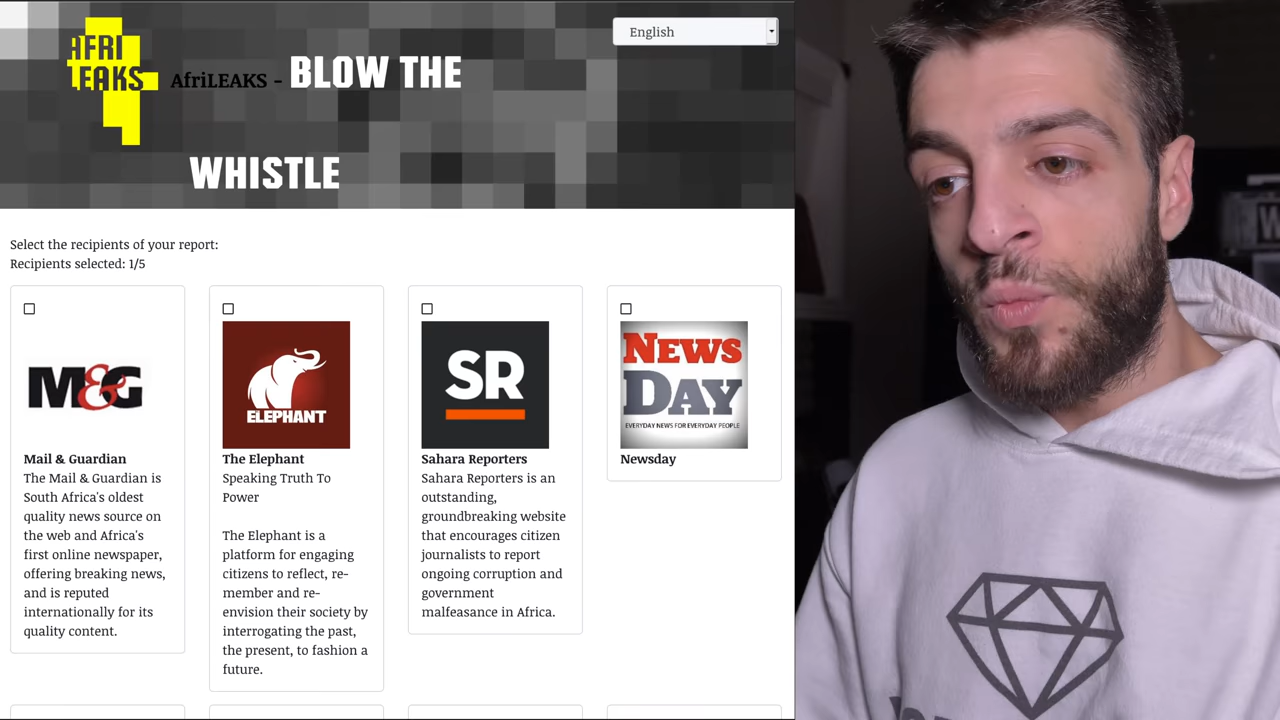 AFRI
LEAKS
AfriLEAKS - BLOW THE
WHISTLE
English
Select the recipients of your report:
Recipients selected: 1/5
M&G
Mail & Guardian
The Mail & Guardian is
South Africa's oldest
quality news source on
the web and Africa's
first online newspaper,
offering breaking news,
and is reputed
internationally for its
quality content.
ELEPHANT
The Elephant
Speaking Truth To
Power
The Elephant is a
platform for engaging
citizens to reflect, re-
member and re-
envision their society by
interrogating the past,
the present, to fashion a
future.
SR
Sahara Reporters
Sahara Reporters is an
outstanding,
groundbreaking website
that encourages citizen
journalists to report
ongoing corruption and
government
malfeasance in Africa.
NEWS
DAY
EVERYDAY NEWS FOR EVERYDAY PEOPLE
Newsday
W